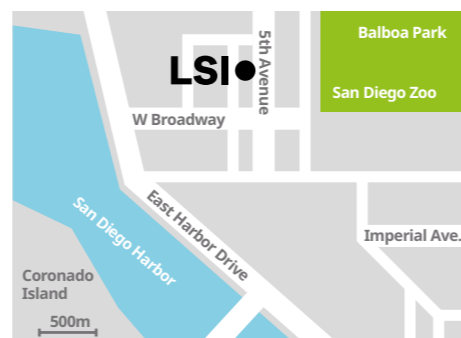 Balboa Park
5th Avenue
LSI
San Diego Zoo
W Broadway
East Harbor Drive
San Diego Harbor
Imperial Ave.
Coronado
Island
500m